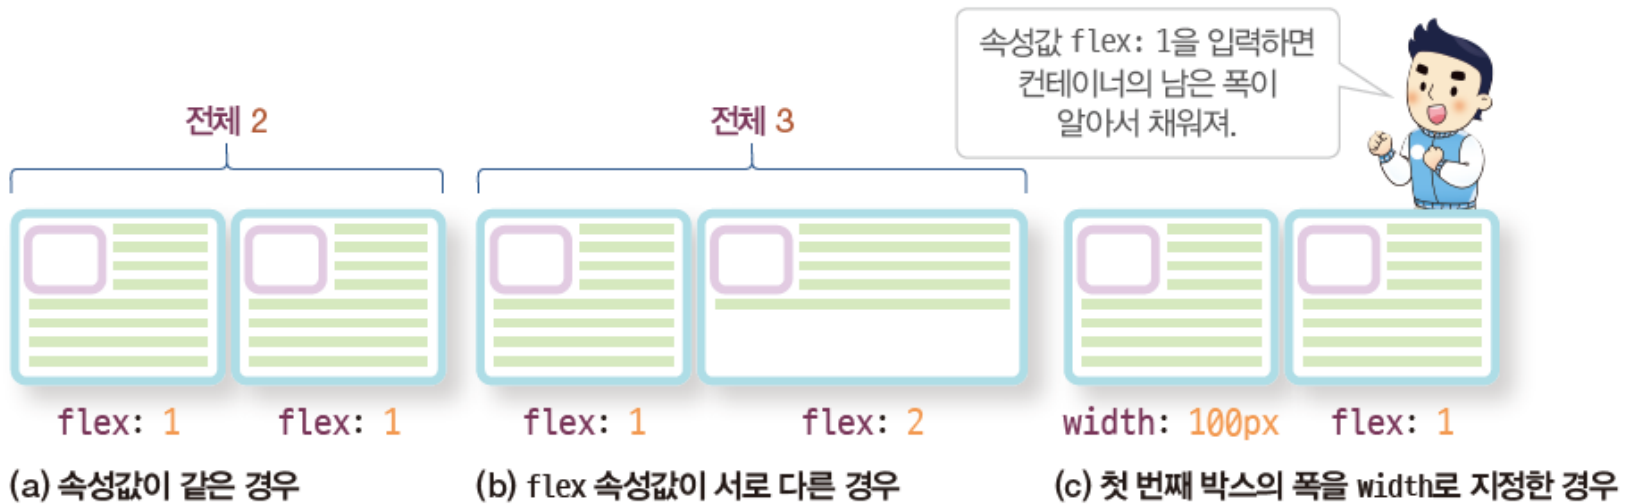 속성값 flex: 1을 입력하면
컨테이너의 남은 폭이
알아서 채워져.
전체 2
전체 3
flex: 1
flex: 1
flex: 1
flex: 2
width: 100px
flex: 1
(a) 속성값이 같은 경우
(b) flex 속성값이 서로 다른 경우
(c) 첫 번째 박스의 폭을 width로 지정한 경우